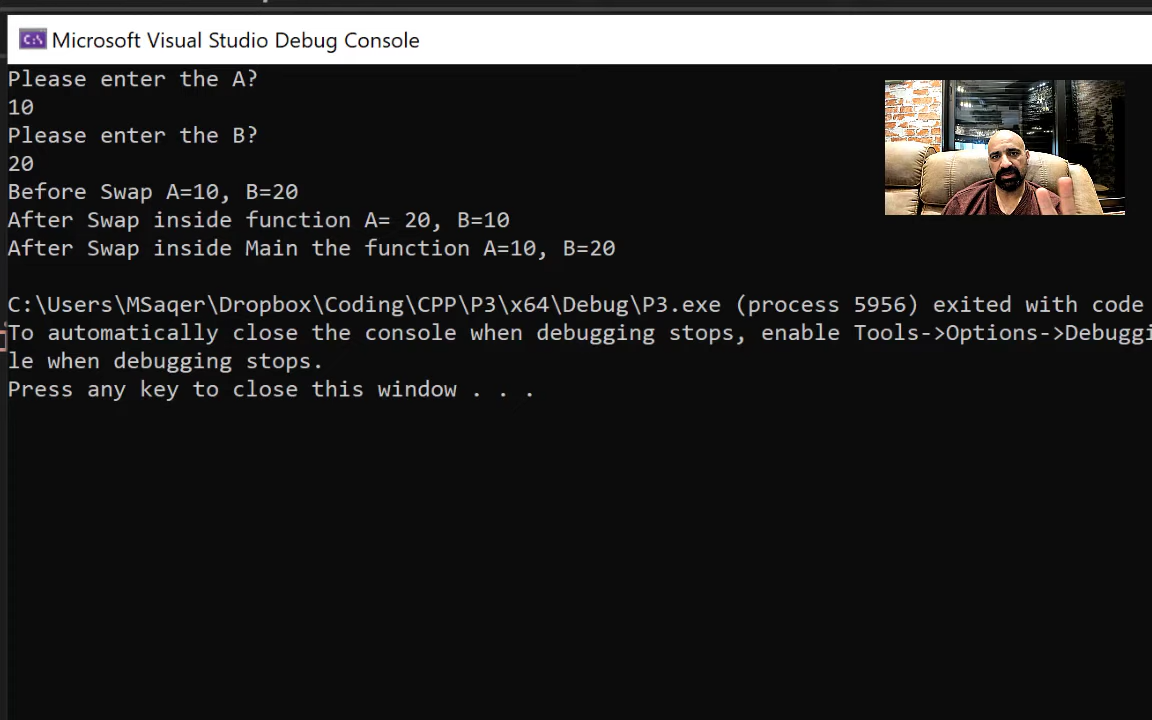 C:\ Microsoft Visual Studio Debug Console
Please enter the A?
10
Please enter the B?
20
Before Swap A=10, B=20
After Swap inside function A= 20, B=10
After Swap inside Main the function A=10, B=20
C:\Users\MSaqer\Dropbox\Coding\CPP\P3\x64\Debug\P3.exe (process 5956) exited with code
To automatically close the console when debugging stops, enable Tools->Options->Debuggi
le when debugging stops.
Press any key to close this window . . .